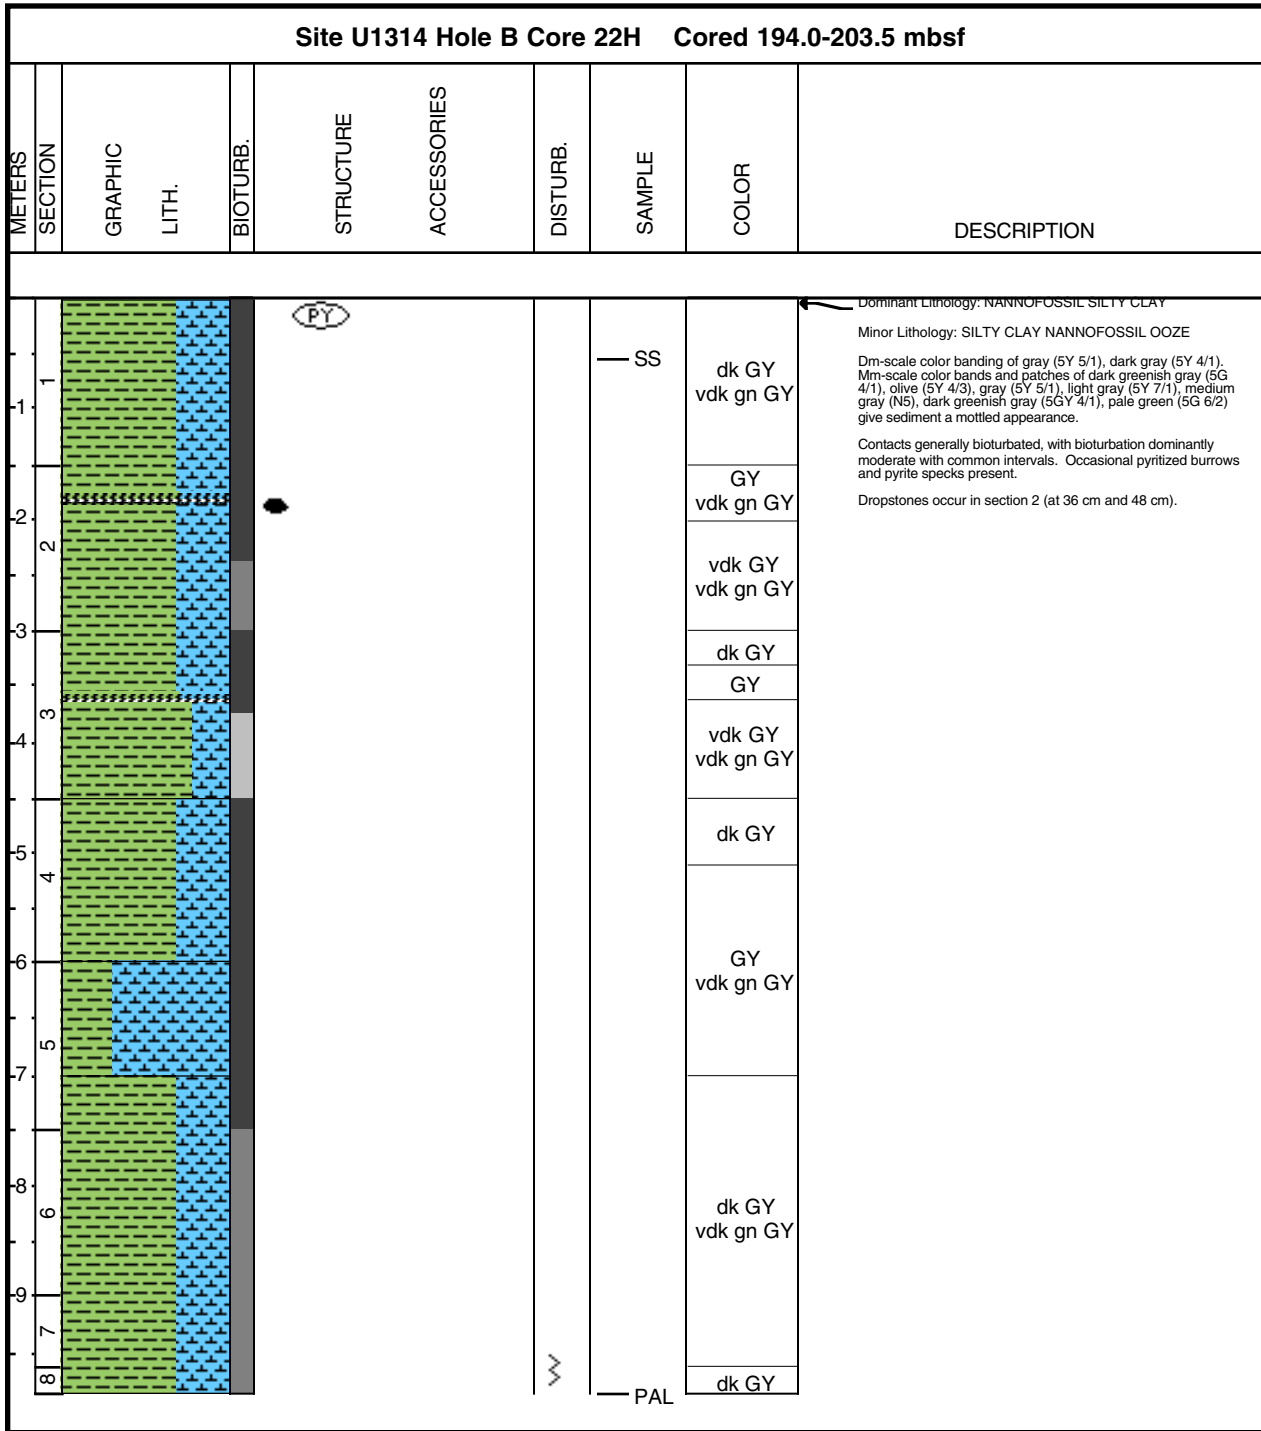 Site U1314 Hole B Core 22H Cored 194.0-203.5 mbsf
METERS
SECTION
GRAPHIC
LITH.
BIOTURB.
STRUCTURE
ACCESSORIES
DISTURB.
SAMPLE
COLOR
DESCRIPTION
PY
SS
PAL
1
2
3
4
5
6
7
8
9
1
2
3
4
5
6
7
8
dk GY
vdk gn GY
GY
vdk gn GY
vdk GY
vdk gn GY
dk GY
GY
vdk GY
vdk gn GY
dk GY
GY
vdk gn GY
dk GY
vdk gn GY
dk GY
Dominant Lithology: NANNOFOSSIL SILTY CLAY
Minor Lithology: SILTY CLAY NANNOFOSSIL OOZE
Dm-scale color banding of gray (5Y 5/1), dark gray (5Y 4/1).
Mm-scale color bands and patches of dark greenish gray (5G
4/1), olive (5Y 4/3), gray (5Y 5/1), light gray (5Y 7/1), medium
gray (N5), dark greenish gray (5GY 4/1), pale green (5G 6/2)
give sediment a mottled appearance.
Contacts generally bioturbated, with bioturbation dominantly
moderate with common intervals. Occasional pyritized burrows
and pyrite specks present.
Dropstones occur in section 2 (at 36 cm and 48 cm).